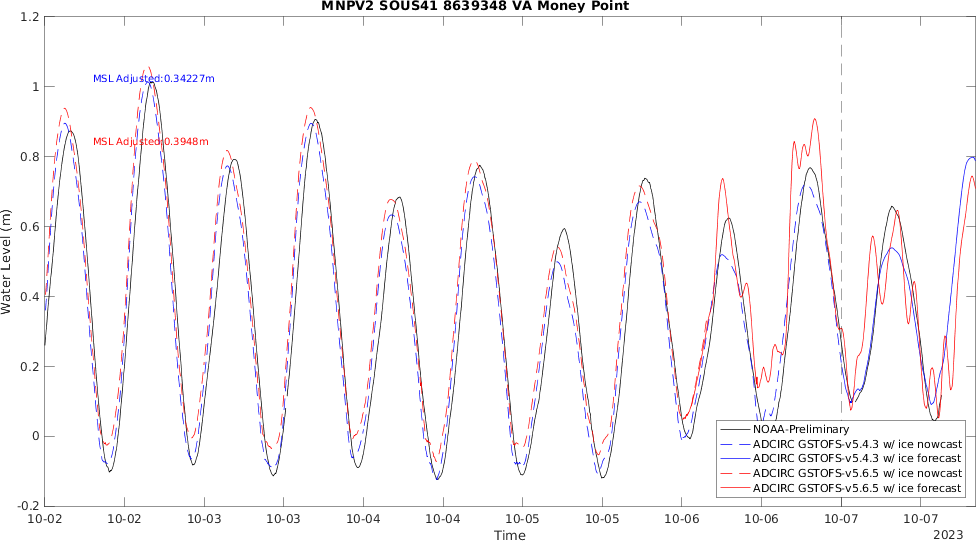 MNPV2 SOUS41 8639348 VA Money Point
1.2
1
0.8
0.6
0.4
0.2
0
-0.2
Water Level (m)
MSL Adjusted:0.34227m
MSL Adjusted:0.3948m
NOAA-Preliminary
ADCIRC GSTOFS-v5.4.3 w/ ice nowcast
ADCIRC GSTOFS-v5.4.3 w/ ice forecast
ADCIRC GSTOFS-v5.6.5 w/ ice nowcast
ADCIRC GSTOFS-v5.6.5 w/ ice forecast
10-02 10-02 10-03 10-03 10-04 10-04 10-05 10-05 10-06 10-06 10-07 10-07
Time
2023